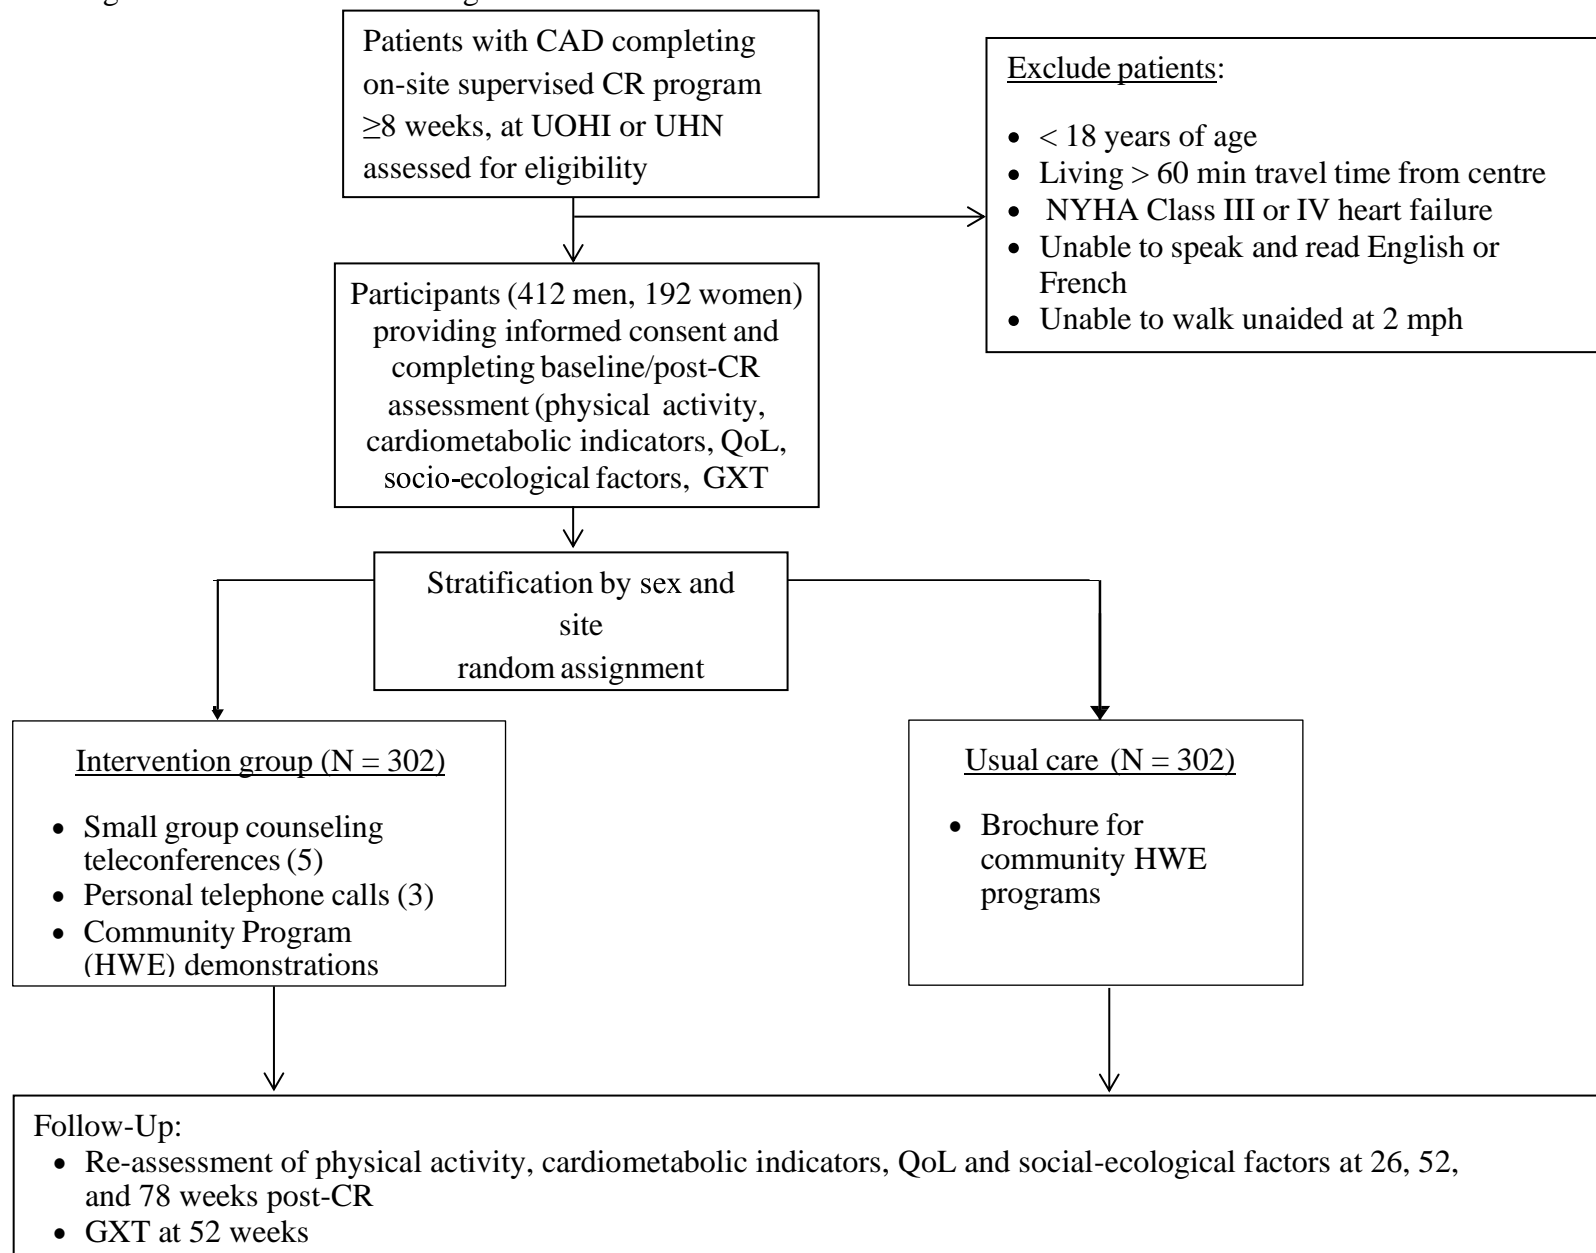 Patients with CAD completing
on-site supervised CR program
≥8 weeks, at UOHI or UHN
assessed for eligibility
Exclude patients:
• < 18 years of age
• Living > 60 min travel time from centre
• NYHA Class III or IV heart failure
• Unable to speak and read English or
French
• Unable to walk unaided at 2 mph
Participants (412 men, 192 women)
providing informed consent and
completing baseline/post-CR
assessment (physical activity,
cardiometabolic indicators, QoL,
socio-ecological factors, GXT
Stratification by sex and
site
random assignment
Intervention group (N = 302)
• Small group counseling
teleconferences (5)
• Personal telephone calls (3)
• Community Program
(HWE) demonstrations
Usual care (N = 302)
• Brochure for
community HWE
programs
Follow-Up:
• Re-assessment of physical activity, cardiometabolic indicators, QoL and social-ecological factors at 26, 52,
and 78 weeks post-CR
• GXT at 52 weeks